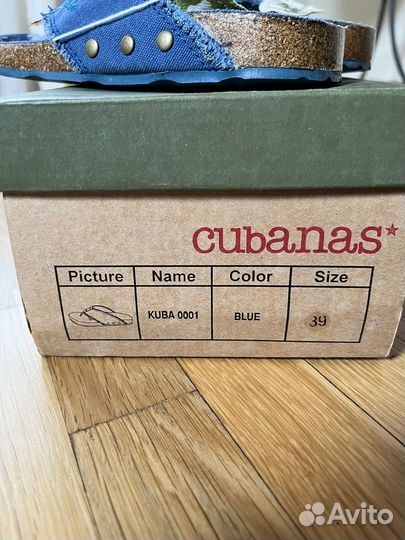 cubanas
Picture Name Color Size
KUBA 0001 BLUE 39
Avito